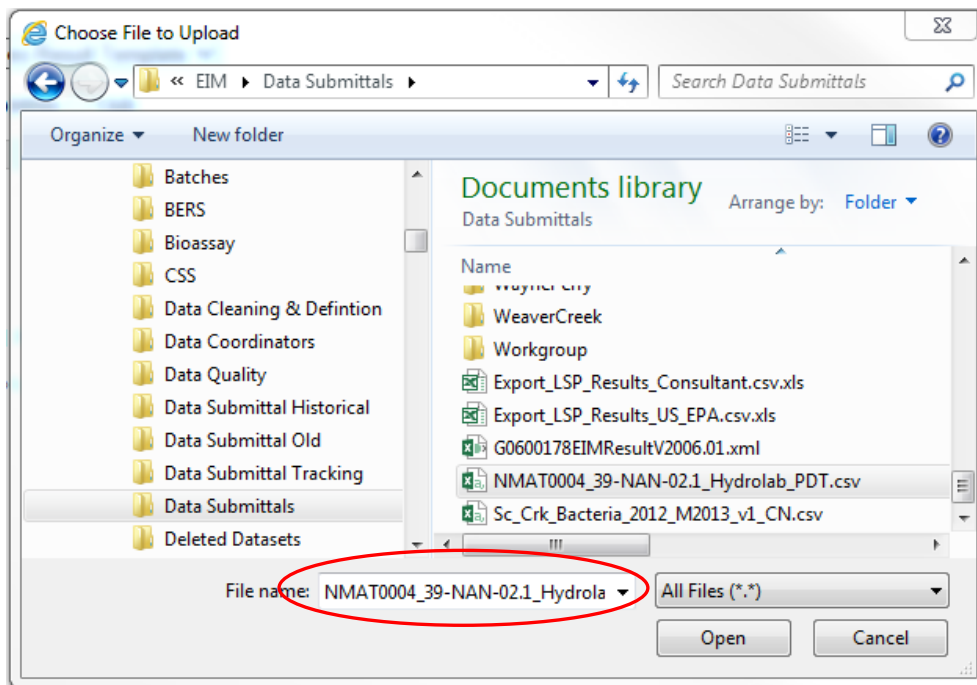 Choose File to Upload
« EIM Data Submittals
Search Data Submittals
Organize New folder
Batches
BERS
Bioassay
CSS
Data Cleaning & Defintion
Data Coordinators
Data Quality
Data Submittal Historical
Data Submittal Old
Data Submittal Tracking
Data Submittals
Deleted Datasets
Documents library
Data Submittals
Arrange by: Folder
Name
WeaverCreek
Workgroup
Export_LSP_Results_Consultant.csv.xls
Export_LSP_Results_US_EPA.csv.xls
G0600178EIMResultV2006.01.xml
NMAT0004_39-NAN-02.1_Hydrolab_PDT.csv
Sc_Crk_Bacteria_2012_M2013_v1_CN.csv
File name: NMAT0004_39-NAN-02.1_Hydrola
All Files (*.*)
Open Cancel